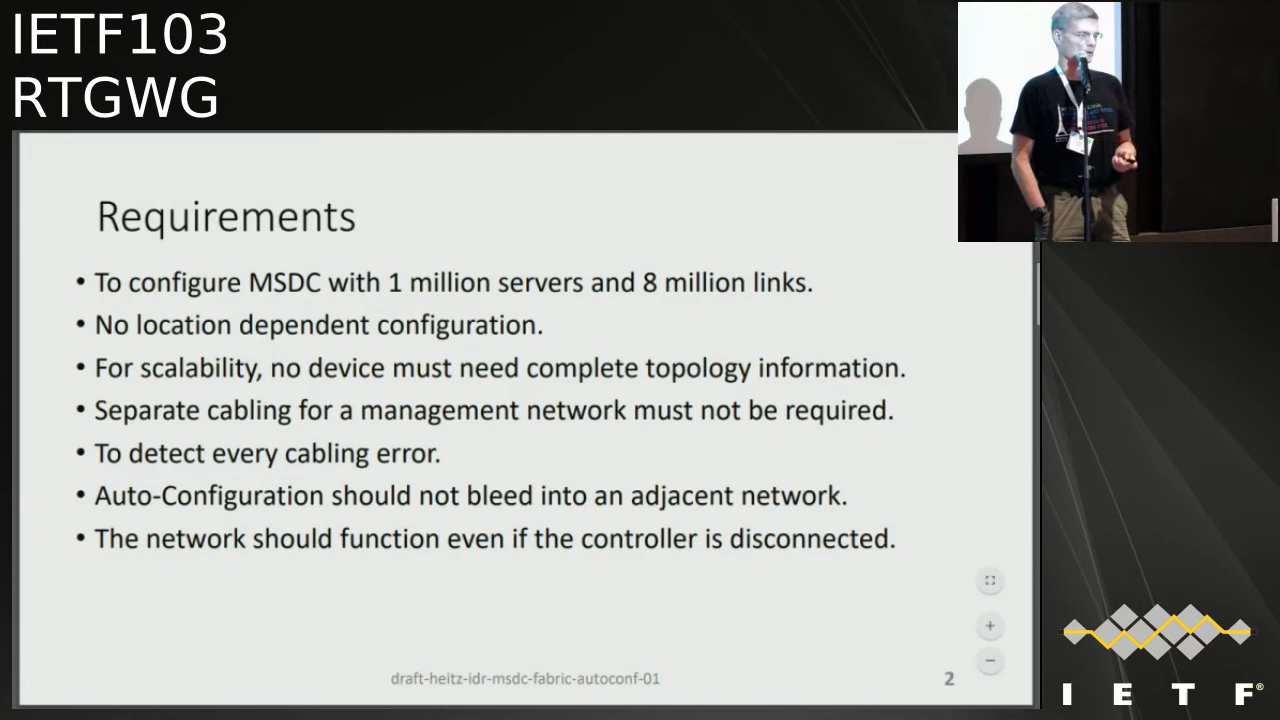 IETF103
RTGWG
Requirements
• To configure MSDC with 1 million servers and 8 million links.
• No location dependent configuration.
• For scalability, no device must need complete topology information.
• Separate cabling for a management network must not be required.
• To detect every cabling error.
• Auto-Configuration should not bleed into an adjacent network.
• The network should function even if the controller is disconnected.
draft-heitz-idr-msdc-fabric-autoconf-01
2
I E T F®